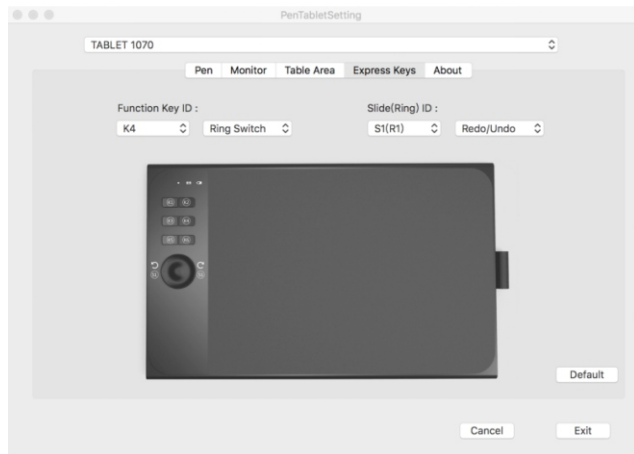 PenTabletSetting
TABLET 1070
Pen Monitor Table Area Express Keys About
Function Key ID : Slide(Ring) ID :
K4 Ring Switch S1(R1) Redo/Undo
Default
Cancel Exit